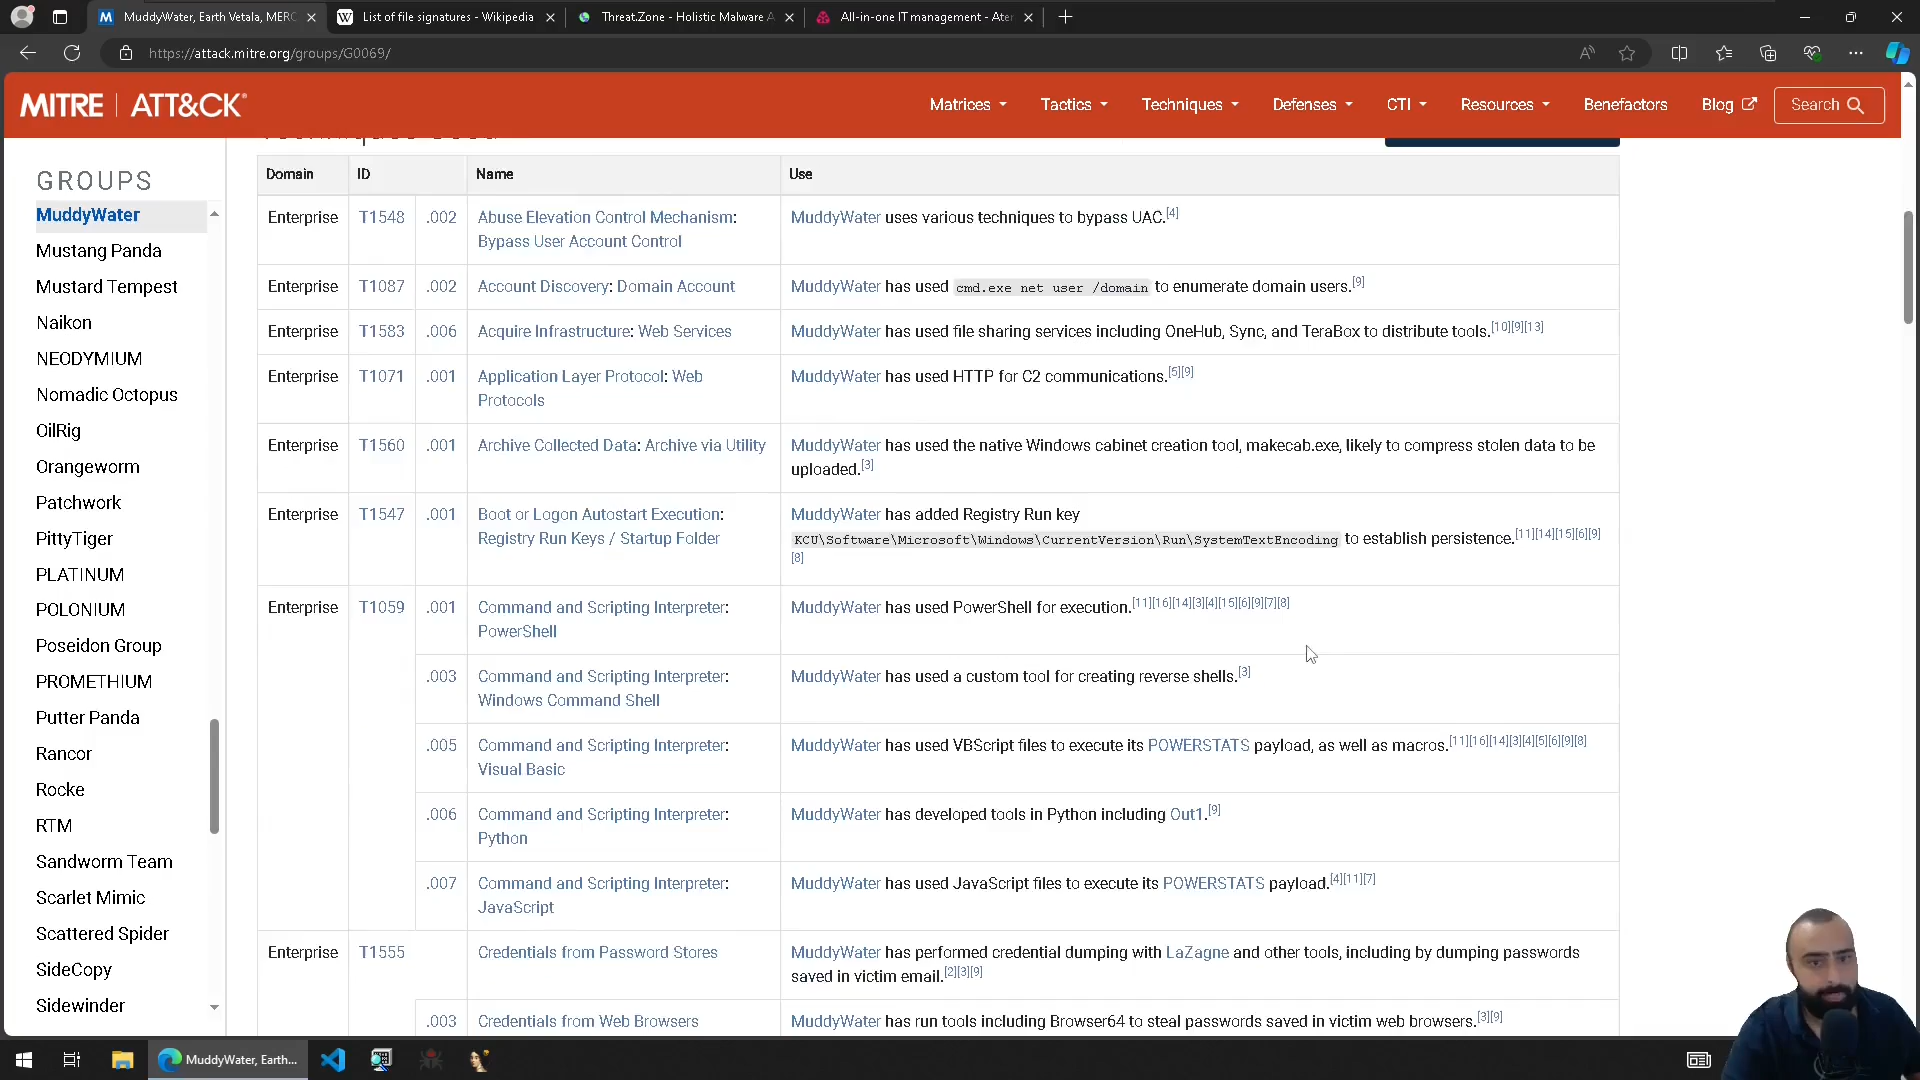 MuddyWater, Earth Vetala, MERC
List of file signatures - Wikipedia
Threat.Zone - Holistic Malware A
All-in-one IT management - Ater
https://attack.mitre.org/groups/G0069/
MITRE | ATT&CK®
Matrices
Tactics
Techniques
Defenses
CTI
Resources
Benefactors
Blog
Search
GROUPS
MuddyWater
Mustang Panda
Mustard Tempest
Naikon
NEODYMIUM
Nomadic Octopus
OilRig
Orangeworm
Patchwork
PittyTiger
PLATINUM
POLONIUM
Poseidon Group
PROMETHIUM
Putter Panda
Rancor
Rocke
RTM
Sandworm Team
Scarlet Mimic
Scattered Spider
SideCopy
Sidewinder
Techniques Used
Domain ID Name Use
Enterprise T1548 .002 Abuse Elevation Control Mechanism:
Bypass User Account Control
MuddyWater uses various techniques to bypass UAC.[4]
Enterprise T1087 .002 Account Discovery: Domain Account
MuddyWater has used cmd.exe net user /domain to enumerate domain users.[9]
Enterprise T1583 .006 Acquire Infrastructure: Web Services
MuddyWater has used file sharing services including OneHub, Sync, and TeraBox to distribute tools.[10][9][13]
Enterprise T1071 .001 Application Layer Protocol: Web
Protocols
MuddyWater has used HTTP for C2 communications.[5][9]
Enterprise T1560 .001 Archive Collected Data: Archive via Utility
MuddyWater has used the native Windows cabinet creation tool, makecab.exe, likely to compress stolen data to be
uploaded.[3]
Enterprise T1547 .001 Boot or Logon Autostart Execution:
Registry Run Keys / Startup Folder
MuddyWater has added Registry Run key
KCU\Software\Microsoft\Windows\CurrentVersion\Run\SystemTextEncoding to establish persistence.[11][14][15][6][9]
[8]
Enterprise T1059 .001 Command and Scripting Interpreter:
PowerShell
MuddyWater has used PowerShell for execution.[11][16][14][3][4][15][6][9][7][8]
.003 Command and Scripting Interpreter:
Windows Command Shell
MuddyWater has used a custom tool for creating reverse shells.[3]
.005 Command and Scripting Interpreter:
Visual Basic
MuddyWater has used VBScript files to execute its POWERSTATS payload, as well as macros.[11][16][14][3][4][5][6][9][8]
.006 Command and Scripting Interpreter:
Python
MuddyWater has developed tools in Python including Out1.[9]
.007 Command and Scripting Interpreter:
JavaScript
MuddyWater has used JavaScript files to execute its POWERSTATS payload.[4][11][7]
Enterprise T1555 Credentials from Password Stores
MuddyWater has performed credential dumping with LaZagne and other tools, including by dumping passwords
saved in victim email.[2][3][9]
.003 Credentials from Web Browsers
MuddyWater has run tools including Browser64 to steal passwords saved in victim web browsers.[3][9]
MuddyWater, Earth...